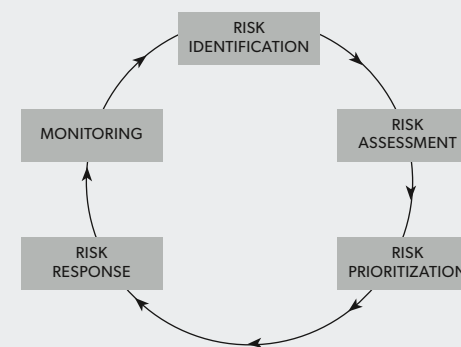 RISK
IDENTIFICATION
RISK
ASSESSMENT
RISK
PRIORITIZATION
RISK
RESPONSE
MONITORING